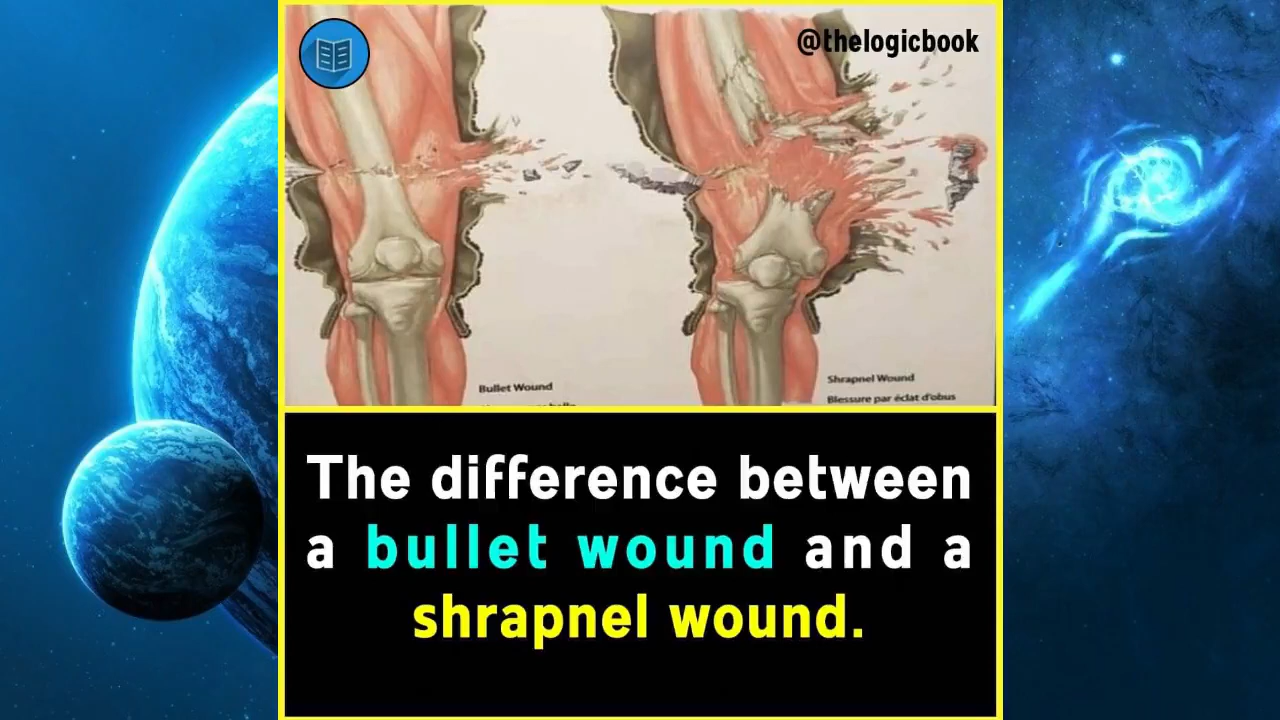 @thelogicbook
Bullet Wound
Shrapnel Wound
Blessure par éclat d'obus
The difference between
a bullet wound and a
shrapnel wound.